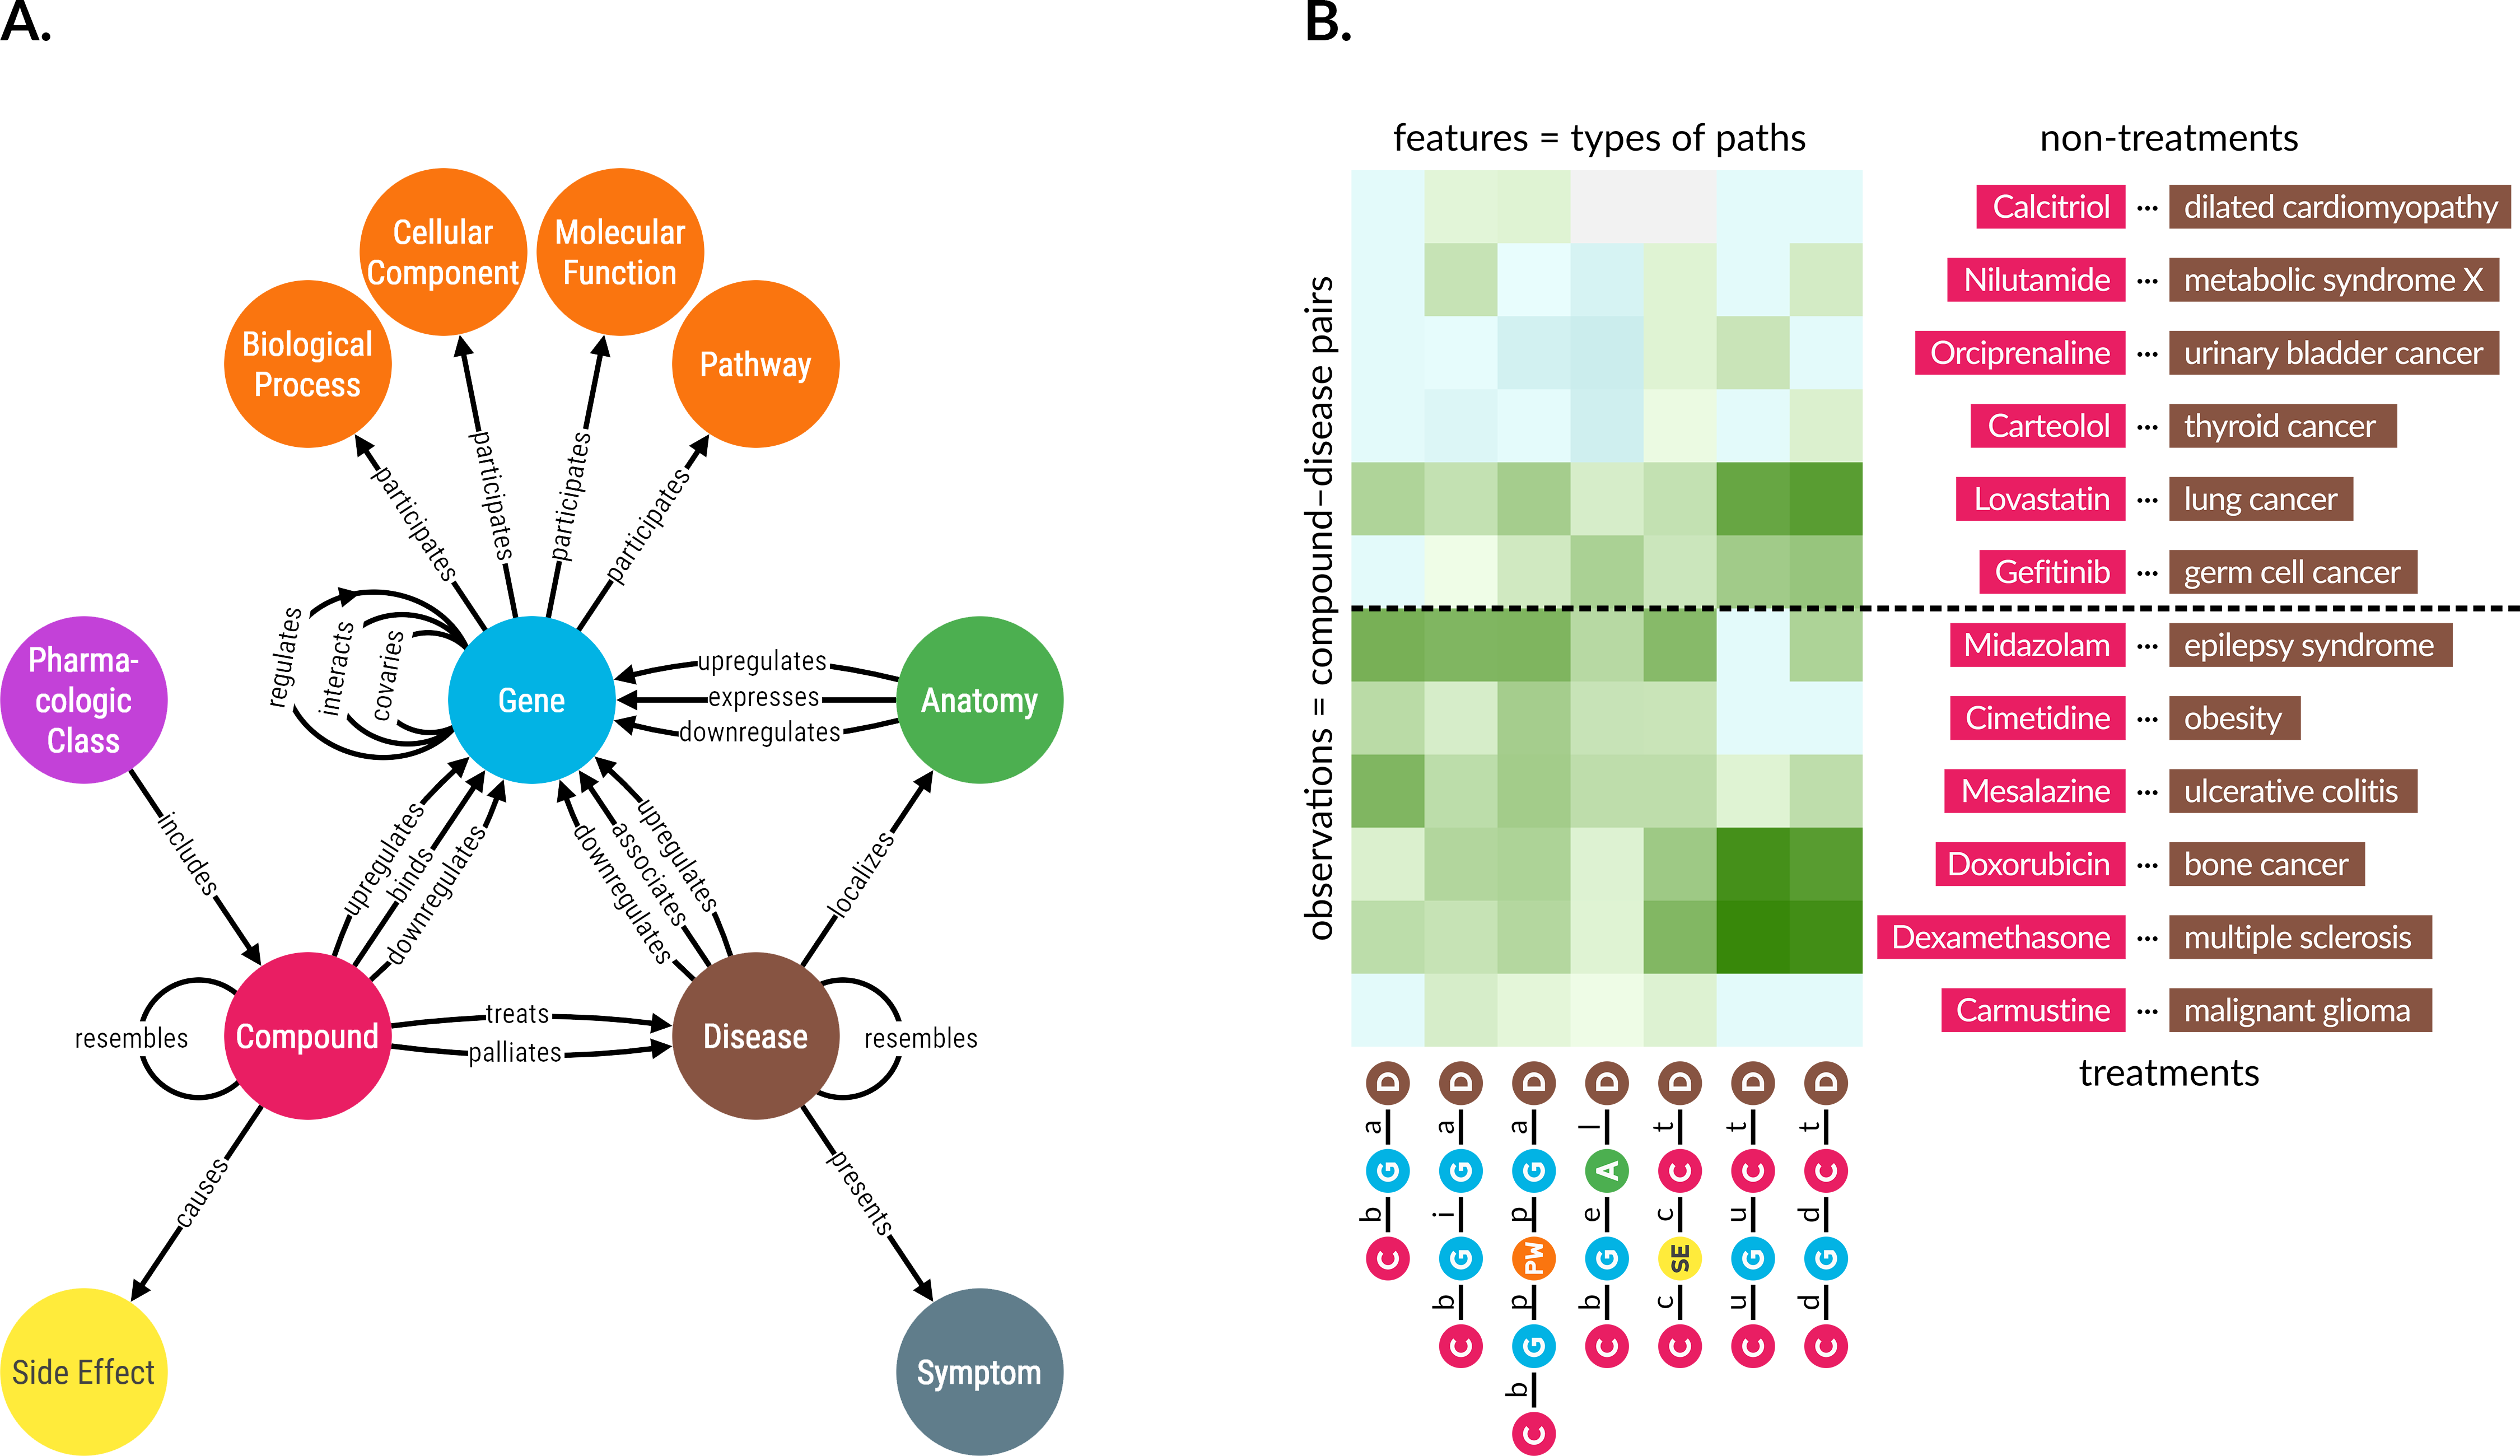 A.
Cellular
Component
Molecular
Function
Biological
Process
Pathway
participates
participates
participates
participates
regulates
interacts
covaries
Pharma-
cologic
Class
Gene
Anatomy
upregulates
expresses
downregulates
includes
upregulates
binds
downregulates
downregulates
associates
upregulates
localizes
resembles
Compound
treats
palliates
Disease
resembles
causes
presents
Side Effect
Symptom
B.
features = types of paths
non-treatments
observations = compound–disease pairs
Calcitriol ... dilated cardiomyopathy
Nilutamide ... metabolic syndrome X
Orciprenaline ... urinary bladder cancer
Carteolol ... thyroid cancer
Lovastatin ... lung cancer
Gefitinib ... germ cell cancer
Midazolam ... epilepsy syndrome
Cimetidine ... obesity
Mesalazine ... ulcerative colitis
Doxorubicin ... bone cancer
Dexamethasone ... multiple sclerosis
Carmustine ... malignant glioma
treatments
C b G a D
C b G i G a D
C b G p PW p G a D
C b G e A l D
C c SE c C t D
C u G u C t D
C d G d C t D